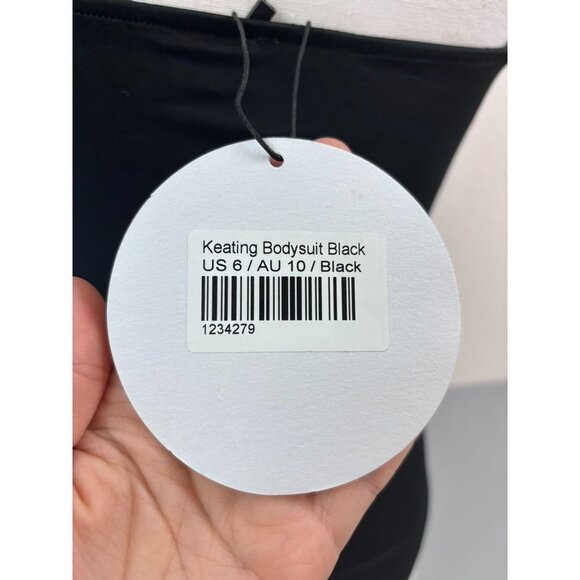 Keating Bodysuit Black
US 6 / AU 10 / Black
1234279